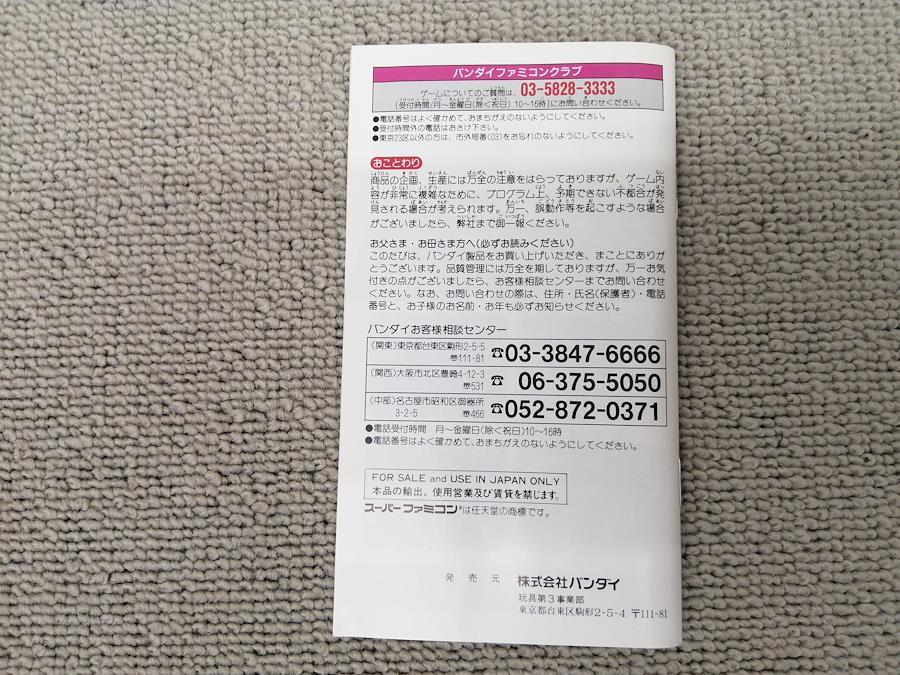 バンダイファミコンクラブ
ゲームについてのご質問は、03-5828-3333
[受付時間/月～金曜日(除く祝日)10～16時]にお問い合わせください。
●電話番号はよく確かめて、おまちがえのないようにしてください。
●受付時間外の電話はおさけ下さい。
●東京23区以外の方は、市外局番(03)をお忘れのないようにしてください。
おことわり
商品の企画、生産には万全の注意をはらっておりますが、ゲーム内
容が非常に複雑なために、プログラム上、予期できない不都合が発
見される場合が考えられます。万一、誤動作等を起こすような場合
がございましたら、弊社まで御一報ください。
お父さま・お母さま方へ(必ずお読みください)
このたびは、バンダイ製品をお買い上げいただき、まことにありが
とうございます。品質管理には万全を期しておりますが、万一お気
付きの点がございましたら、お客様相談センターまでお問い合わせ
ください。なお、お問い合わせの際は、住所・氏名(保護者)・電話
番号と、お子様のお名前・お年も必ずお知らせください。
バンダイお客様相談センター
(関東)東京都台東区駒形2-5-5 〠111-81 ☎03-3847-6666
(関西)大阪市北区豊崎4-12-3 〠531 ☎06-375-5050
(中部)名古屋市昭和区御器所3-2-5 〠466 ☎052-872-0371
●電話受付時間 月～金曜日(除く祝日)10～16時
●電話番号はよく確かめて、おまちがえのないようにしてください。
FOR SALE and USE IN JAPAN ONLY
本品の輸出、使用営業及び賃貸を禁じます。
スーパーファミコン®は任天堂の商標です。
発売元 株式会社バンダイ
玩具第3事業部
東京都台東区駒形2-5-4 〒111-81